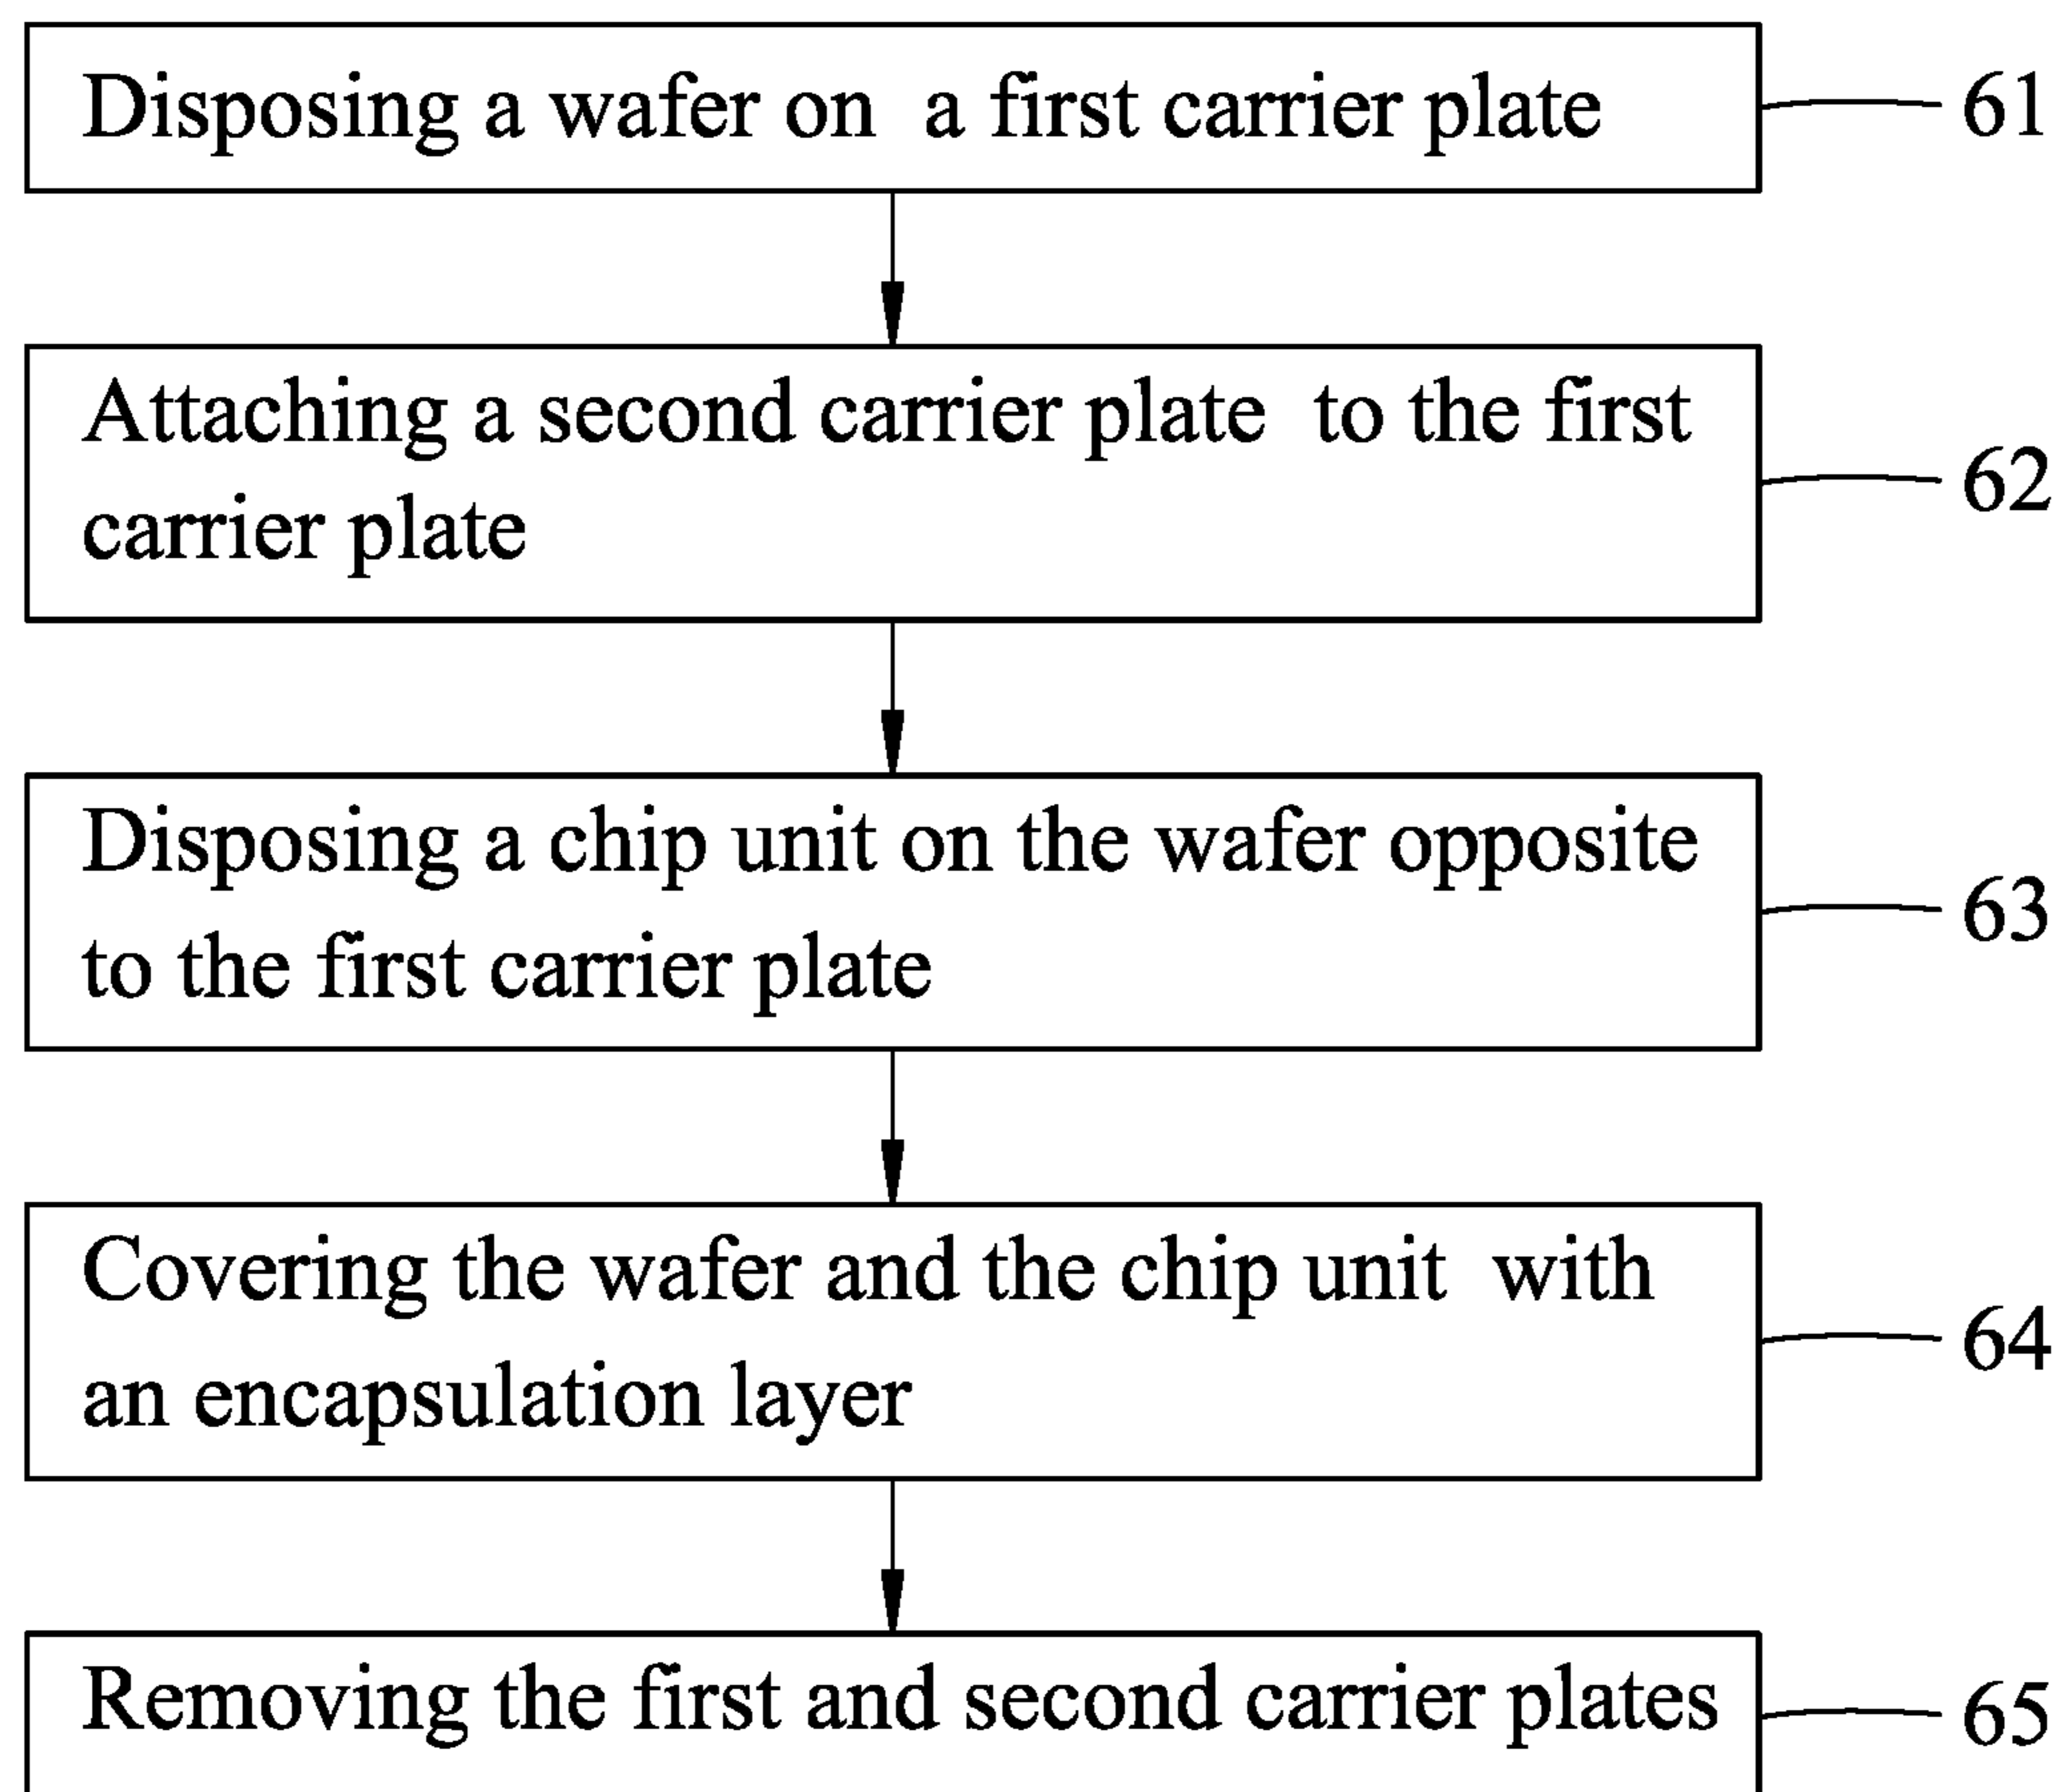 Disposing a wafer on a first carrier plate
61
Attaching a second carrier plate to the first
carrier plate
62
Disposing a chip unit on the wafer opposite
to the first carrier plate
63
Covering the wafer and the chip unit with
an encapsulation layer
64
Removing the first and second carrier plates
65